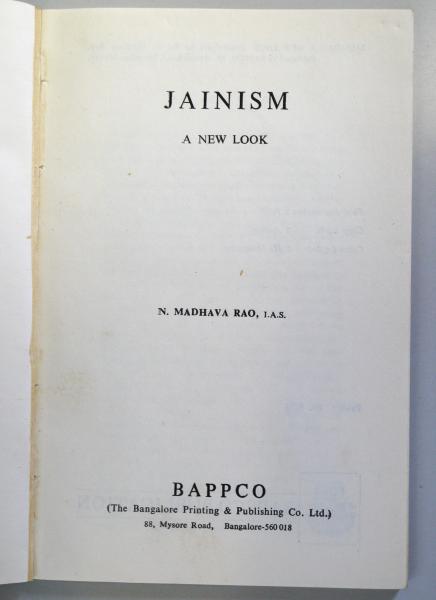 JAINISM
A NEW LOOK
N. MADHAVA RAO, I.A.S.
BAPPCO
(The Bangalore Printing & Publishing Co. Ltd.)
88, Mysore Road, Bangalore-560 018